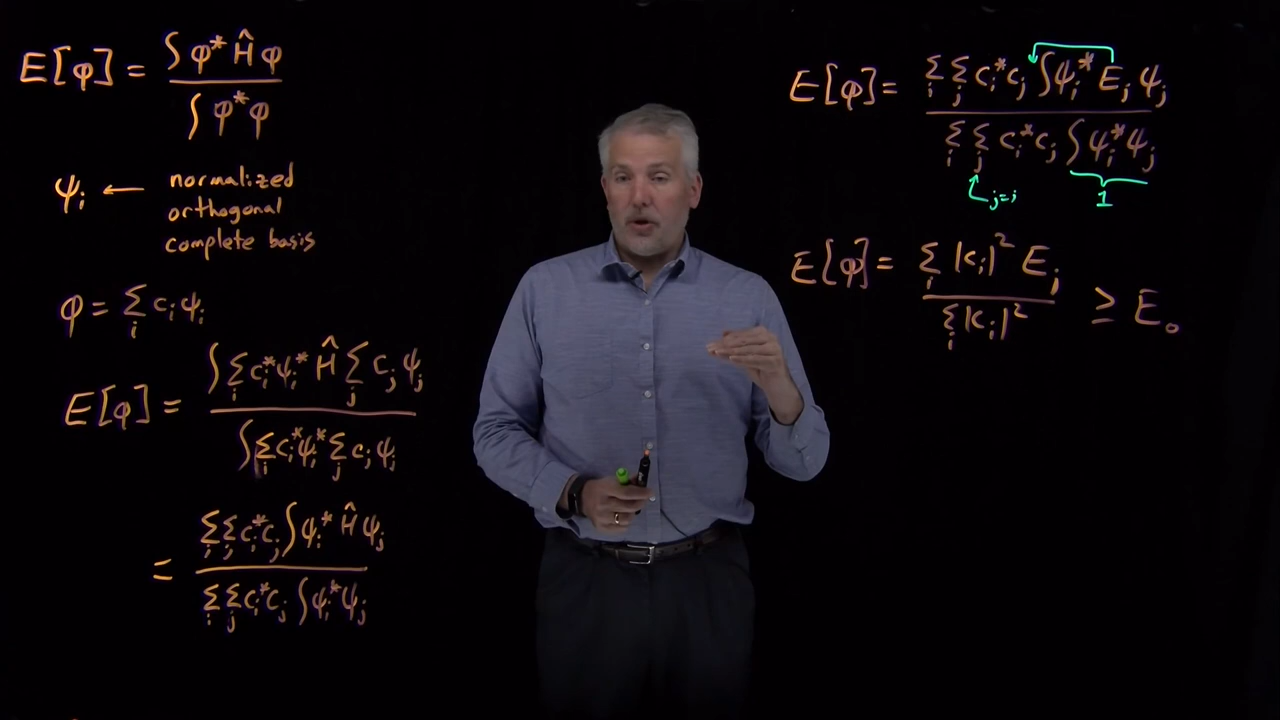 E[φ] = ∫ φ* Ĥ φ / ∫ φ* φ
ψᵢ ← normalized
orthogonal
complete basis
φ = Σᵢ cᵢ ψᵢ
E[φ] = ∫ Σᵢ cᵢ* ψᵢ* Ĥ Σⱼ cⱼ ψⱼ / ∫ Σᵢ cᵢ* ψᵢ* Σⱼ cⱼ ψⱼ
= Σᵢ Σⱼ cᵢ* cⱼ ∫ ψᵢ* Ĥ ψⱼ / Σᵢ Σⱼ cᵢ* cⱼ ∫ ψᵢ* ψⱼ
E[φ] = Σᵢ Σⱼ cᵢ* cⱼ ∫ ψᵢ* Eⱼ ψⱼ / Σᵢ Σⱼ cᵢ* cⱼ ∫ ψᵢ* ψⱼ
j=i 1
E[φ] = Σᵢ |cᵢ|² Eⱼ / Σᵢ |cᵢ|² ≥ E₀